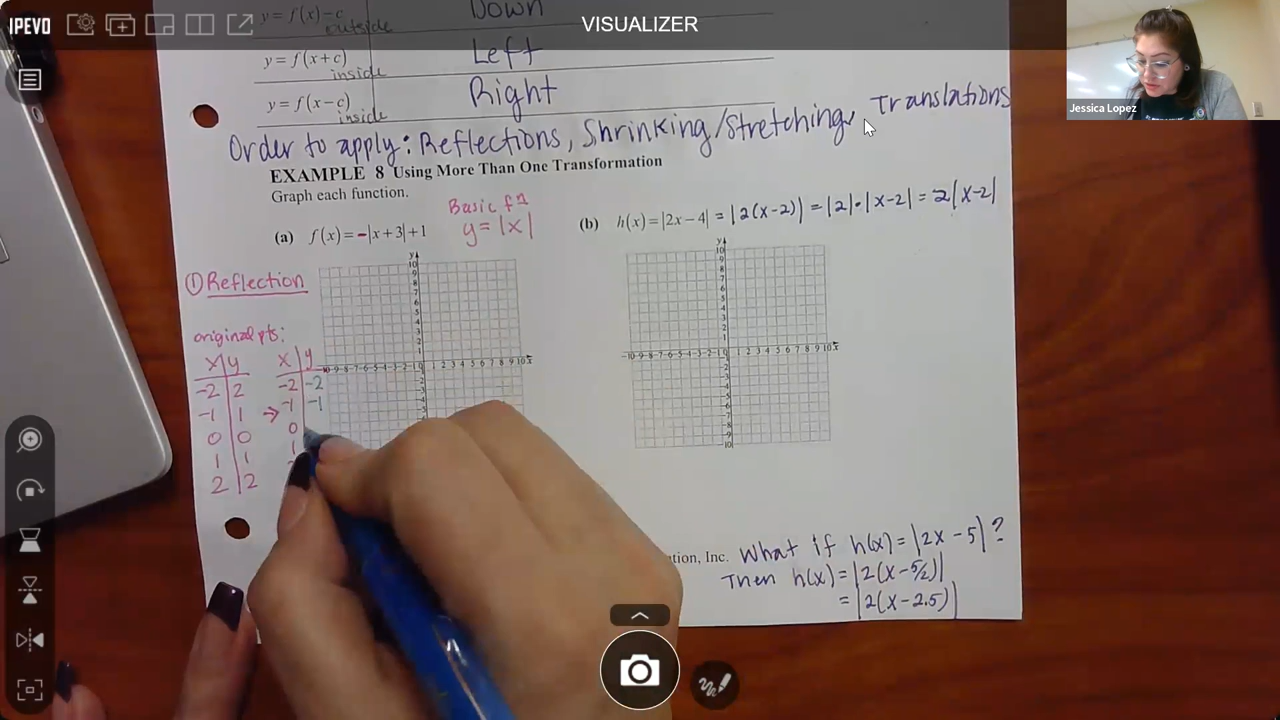 IPEVO
VISUALIZER
Jessica Lopez
y = f(x) – c Down
outside
y = f(x + c) Left
inside
y = f(x – c) Right
inside
Order to apply: Reflections, Shrinking/Stretching, Translations
EXAMPLE 8 Using More Than One Transformation
Graph each function.
(a) f(x) = –|x + 3| + 1
Basic fn
y = |x|
(b) h(x) = |2x – 4| = |2(x-2)| = |2|·|x-2| = 2|x-2|
① Reflection
original pts:
x y x y
-2 2 -2 -2
-1 1 → -1 -1
0 0 0
1 1 1
2 2
What if h(x) = |2x - 5| ?
tion, Inc.
Then h(x) = |2(x - 5/2)|
= |2(x - 2.5)|